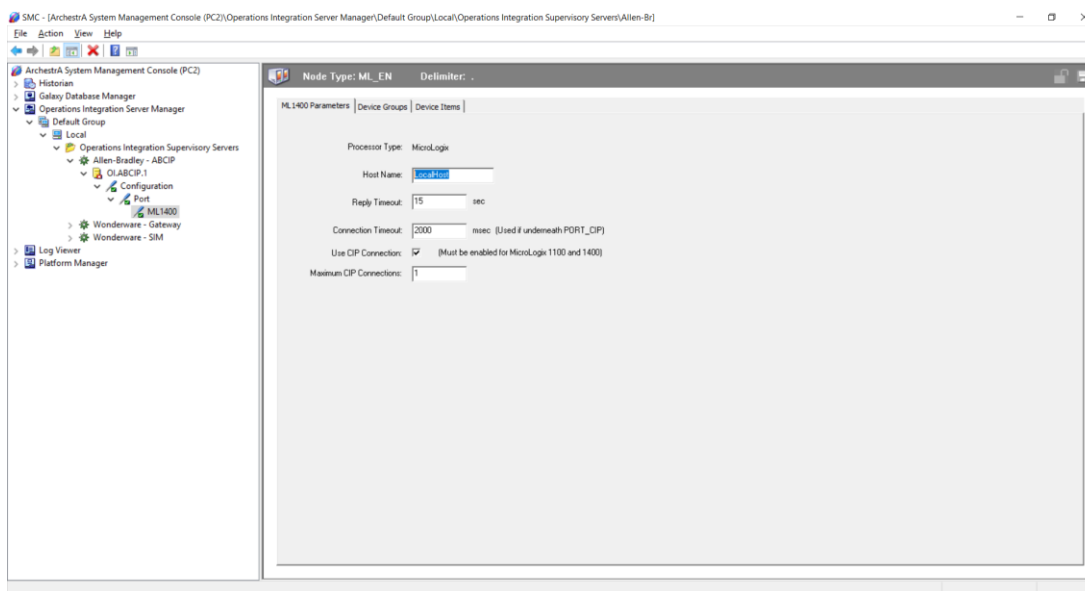 SMC - [ArchestrA System Management Console (PC2)\Operations Integration Server Manager\Default Group\Local\Operations Integration Supervisory Servers\Allen-Br]
File Action View Help
ArchestrA System Management Console (PC2)
Historian
Galaxy Database Manager
Operations Integration Server Manager
Default Group
Local
Operations Integration Supervisory Servers
Allen-Bradley - ABCIP
OI.ABCIP.1
Configuration
Port
ML1400
Wonderware - Gateway
Wonderware - SIM
Log Viewer
Platform Manager
Node Type: ML_EN Delimiter: .
ML1400 Parameters Device Groups Device Items
Processor Type: MicroLogix
Host Name: LocalHost
Reply Timeout: 15 sec
Connection Timeout: 2000 msec (Used if underneath PORT_CIP)
Use CIP Connection: (Must be enabled for MicroLogix 1100 and 1400)
Maximum CIP Connections: 1